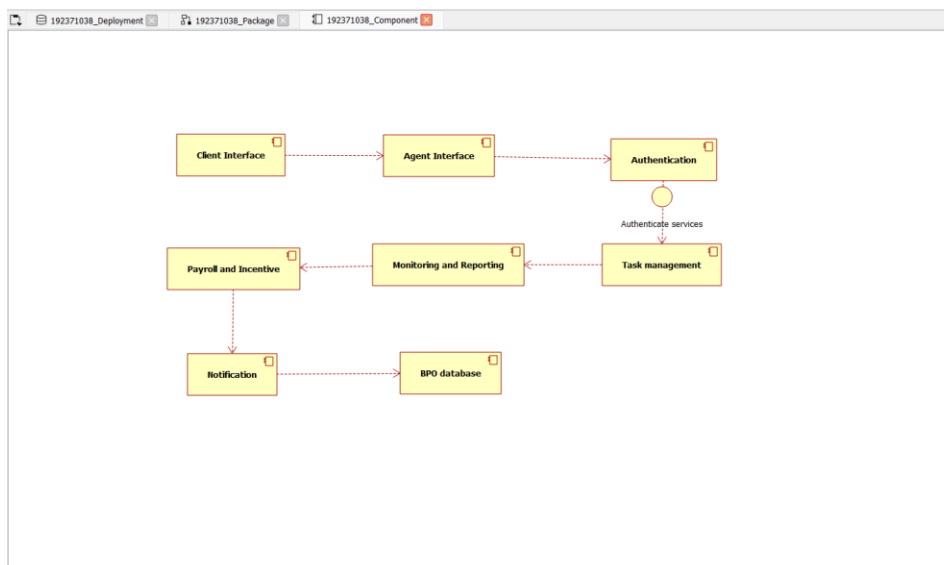 192371038_Deployment
192371038_Package
192371038_Component
Client Interface
Agent Interface
Authentication
Authenticate services
Payroll and Incentive
Monitoring and Reporting
Task management
Notification
BPO database